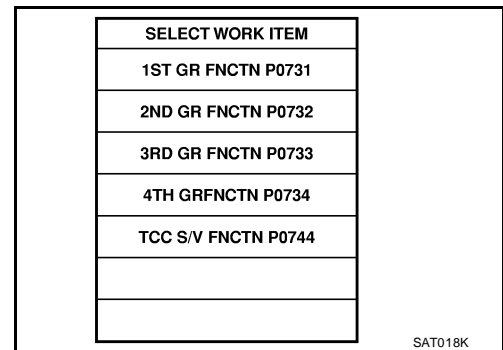 SELECT WORK ITEM
1ST GR FNCTN P0731
2ND GR FNCTN P0732
3RD GR FNCTN P0733
4TH GRFNCTN P0734
TCC S/V FNCTN P0744
SAT018K